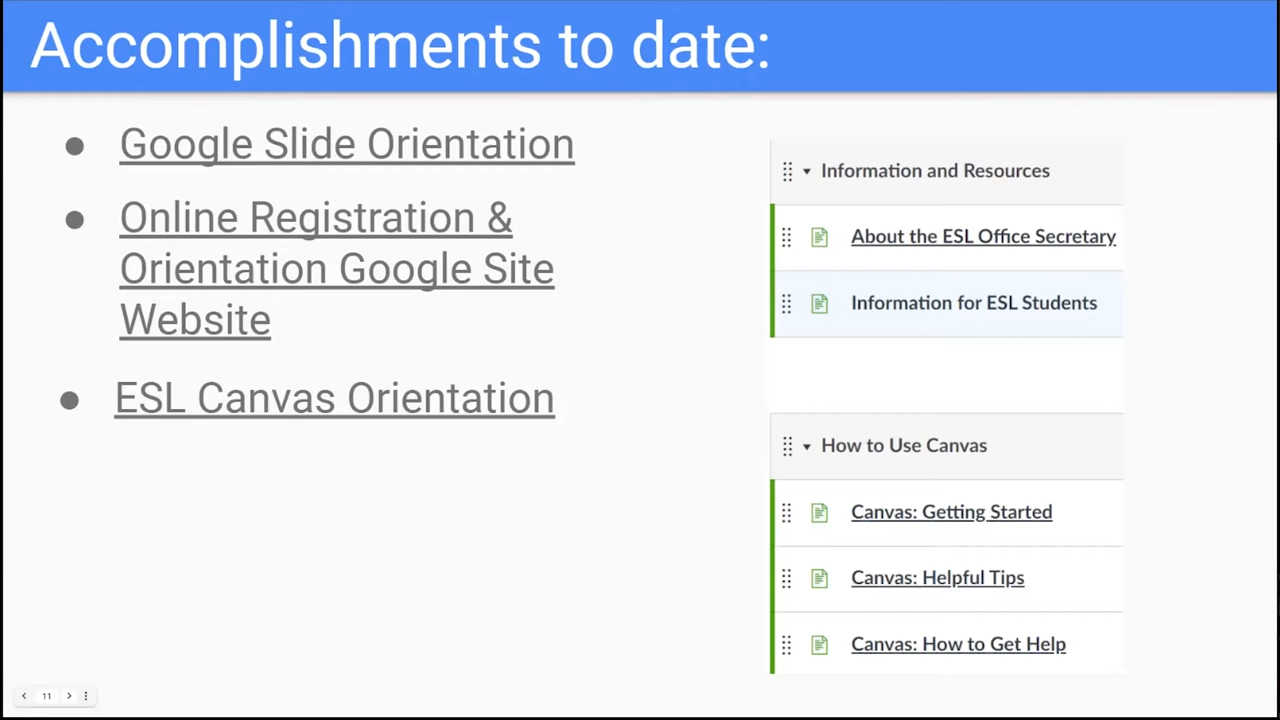 Accomplishments to date:
● Google Slide Orientation
● Online Registration &
Orientation Google Site
Website
● ESL Canvas Orientation
Information and Resources
About the ESL Office Secretary
Information for ESL Students
How to Use Canvas
Canvas: Getting Started
Canvas: Helpful Tips
Canvas: How to Get Help
11